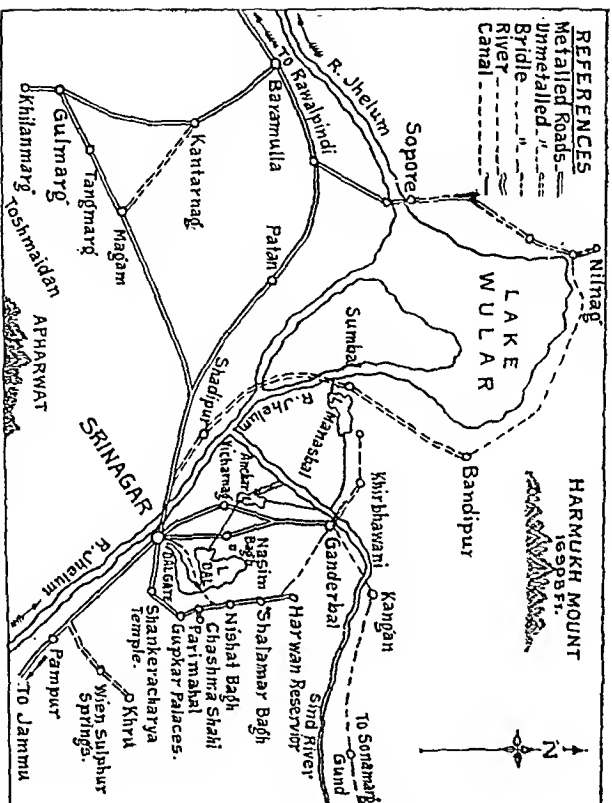 REFERENCES
Metalled Roads
Unmetalled "
Bridle "
River
Canal
Nilnag
HARMUKH MOUNT
16908 Ft.
N
LAKE
WULAR
R. Jhelum
To Rawalpindi
Sopore
Baramulla
Bandipur
Kantarnag
Patan
Sumbal
Manasbal
Khirbhawani
Kangan
To Sonamarg
Gund
Sind River
Ganderbal
R. Jhelum
Shadipur
Anchar L.
Vicharnag
Nasim
Bagh
DAL
L
DALGATE
Harwan Reservior
Shalamar Bagh
Nishat Bagh
Chashma Shahi
Parimahal
Gupkar Palaces.
Shankeracharya
Temple.
SRINAGAR
Khilanmarg
Gulmarg
Tangmarg
Magam
Toshmaidan
APHARWAT
R. Jhelum
Pampur
Khru
Wien Sulphur
Springs.
To Jammu